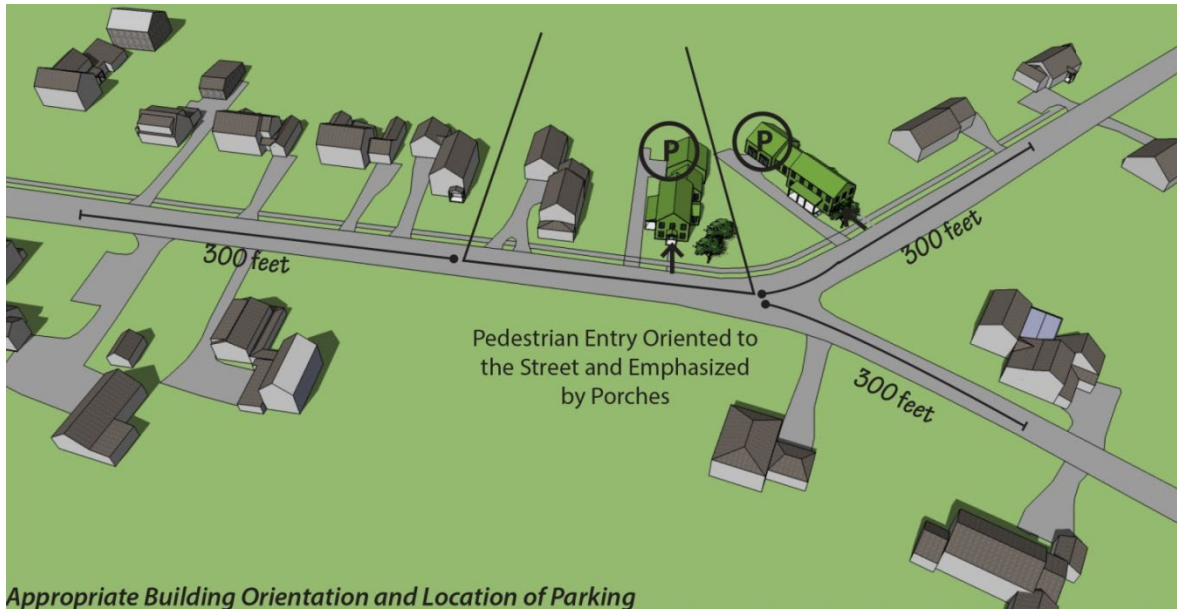 P
P
300 feet
300 feet
Pedestrian Entry Oriented to
the Street and Emphasized
by Porches
300 feet
Appropriate Building Orientation and Location of Parking